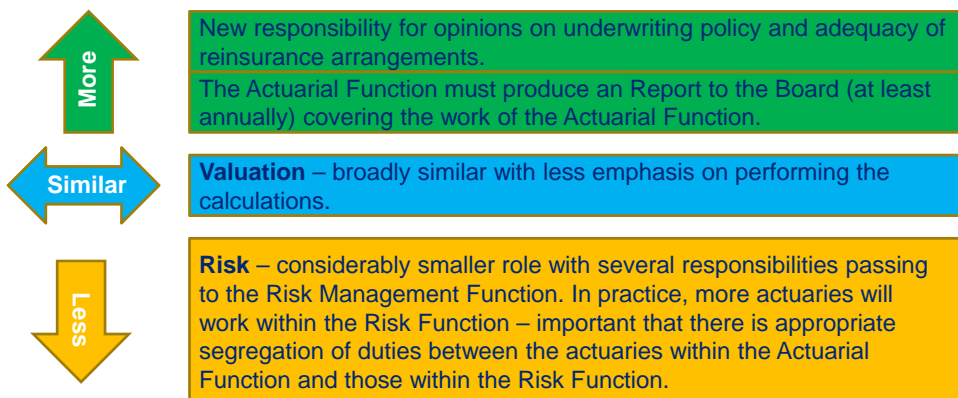 More
New responsibility for opinions on underwriting policy and adequacy of
reinsurance arrangements.
The Actuarial Function must produce an Report to the Board (at least
annually) covering the work of the Actuarial Function.
Similar
Valuation – broadly similar with less emphasis on performing the
calculations.
Less
Risk – considerably smaller role with several responsibilities passing
to the Risk Management Function. In practice, more actuaries will
work within the Risk Function – important that there is appropriate
segregation of duties between the actuaries within the Actuarial
Function and those within the Risk Function.